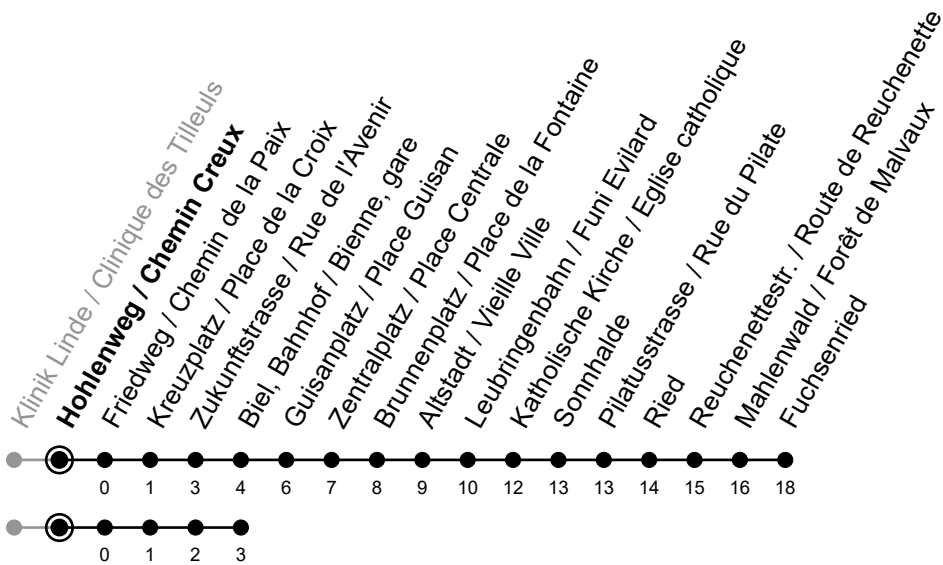 Klinik Linde / Clinique des Tilleuls
Hohlenweg / Chemin Creux
Friedweg / Chemin de la Paix
Kreuzplatz / Place de la Croix
Zukunftstrasse / Rue de l'Avenir
Biel, Bahnhof / Bienne, gare
Guisanplatz / Place Guisan
Zentralplatz / Place Centrale
Brunnenplatz / Place de la Fontaine
Altstadt / Vieille Ville
Leubringenbahn / Funi Evilard
Katholische Kirche / Eglise catholique
Sonnhalde
Pilatusstrasse / Rue du Pilate
Ried
Reuchenettestr. / Route de Reuchenette
Mahlenwald / Forêt de Malvaux
Fuchsenried
0 1 3 4 6 7 8 9 10 12 13 13 14 15 16 18
0 1 2 3